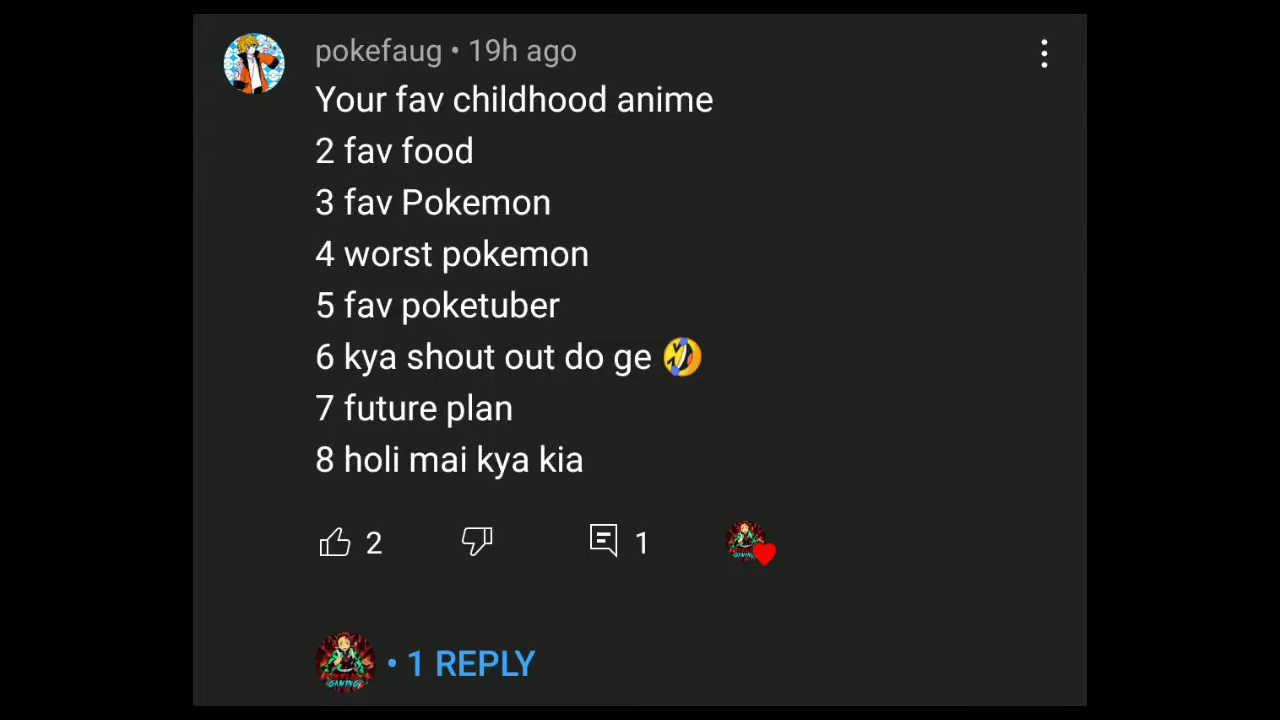 pokefaug • 19h ago
Your fav childhood anime
2 fav food
3 fav Pokemon
4 worst pokemon
5 fav poketuber
6 kya shout out do ge 🤣
7 future plan
8 holi mai kya kia
2
1
• 1 REPLY
GAMING